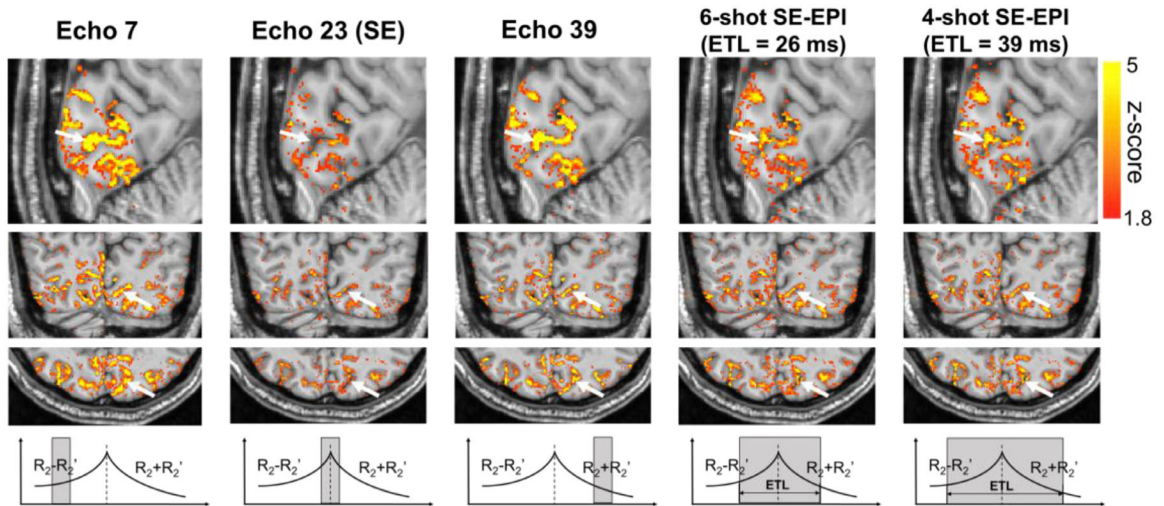 Echo 7
Echo 23 (SE)
Echo 39
6-shot SE-EPI
(ETL = 26 ms)
4-shot SE-EPI
(ETL = 39 ms)
5
z-score
1.8
R2-R2' R2+R2'
R2-R2' R2+R2'
R2-R2' R2+R2'
R2-R2' R2+R2'
ETL
R2-R2' R2+R2'
ETL